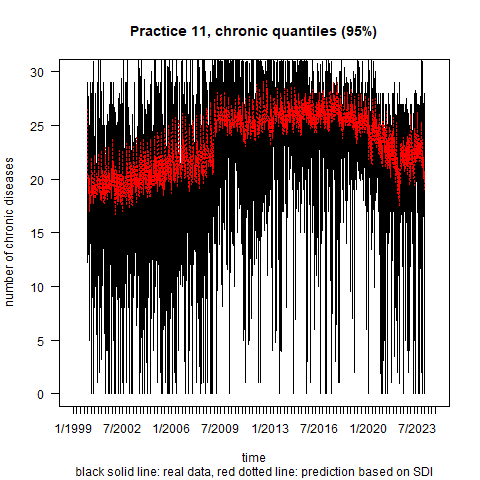 Practice 11, chronic quantiles (95%)
number of chronic diseases
30
25
20
15
10
5
0
1/1999 7/2002 1/2006 7/2009 1/2013 7/2016 1/2020 7/2023
time
black solid line: real data, red dotted line: prediction based on SDI